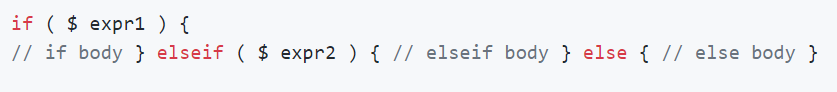 if ( $ expr1 ) {
// if body } elseif ( $ expr2 ) { // elseif body } else { // else body }